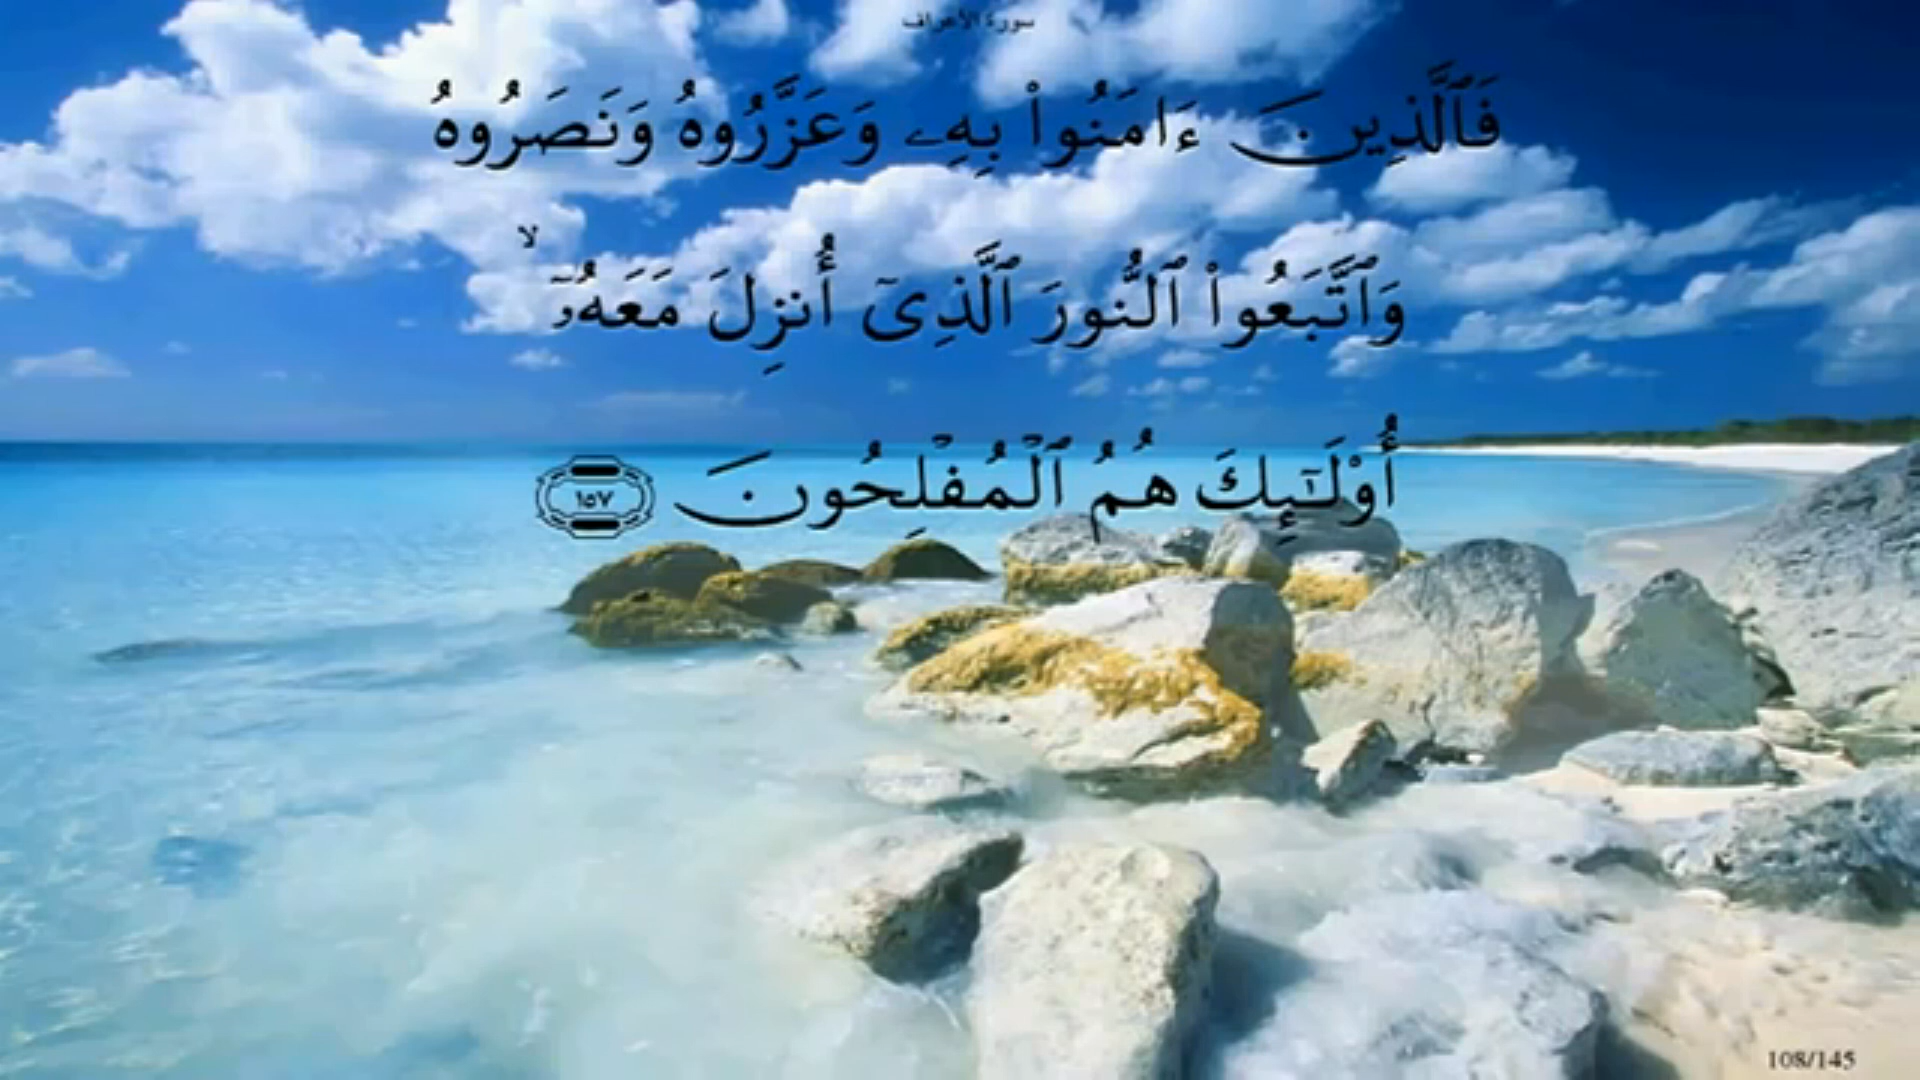 سورة الأعراف
فَٱلَّذِينَ ءَامَنُوا۟ بِهِۦ وَعَزَّرُوهُ وَنَصَرُوهُ
وَٱتَّبَعُوا۟ ٱلنُّورَ ٱلَّذِىٓ أُنزِلَ مَعَهُۥٓ ۙ
أُو۟لَـٰٓئِكَ هُمُ ٱلْمُفْلِحُونَ ١٥٧
108/145